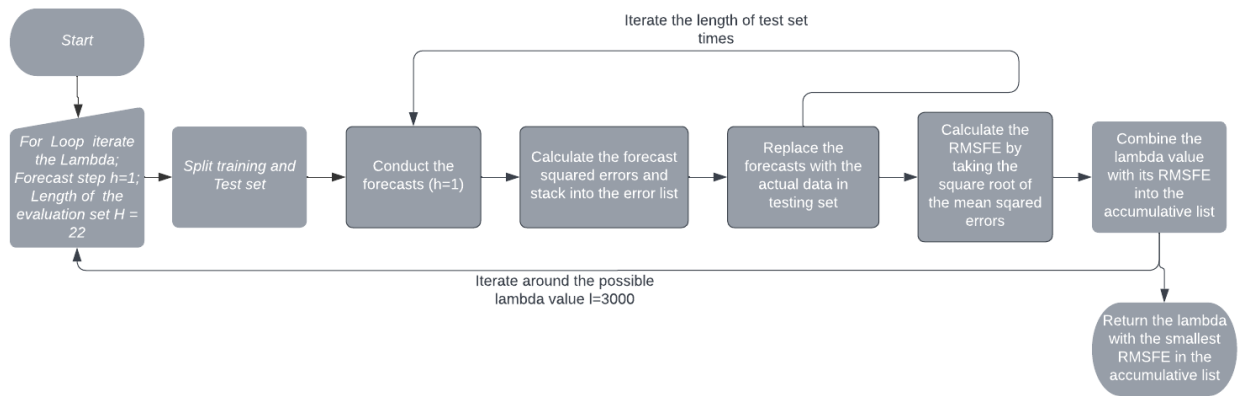 Start
Iterate the length of test set
times
For Loop iterate
the Lambda;
Forecast step h=1;
Length of the
evaluation set H =
22
Split training and
Test set
Conduct the
forecasts (h=1)
Calculate the forecast
squared errors and
stack into the error list
Replace the
forecasts with the
actual data in
testing set
Calculate the
RMSFE by
taking the
square root of
the mean sqared
errors
Combine the
lambda value
with its RMSFE
into the
accumulative list
Iterate around the possible
lambda value l=3000
Return the lambda
with the smallest
RMSFE in the
accumulative list